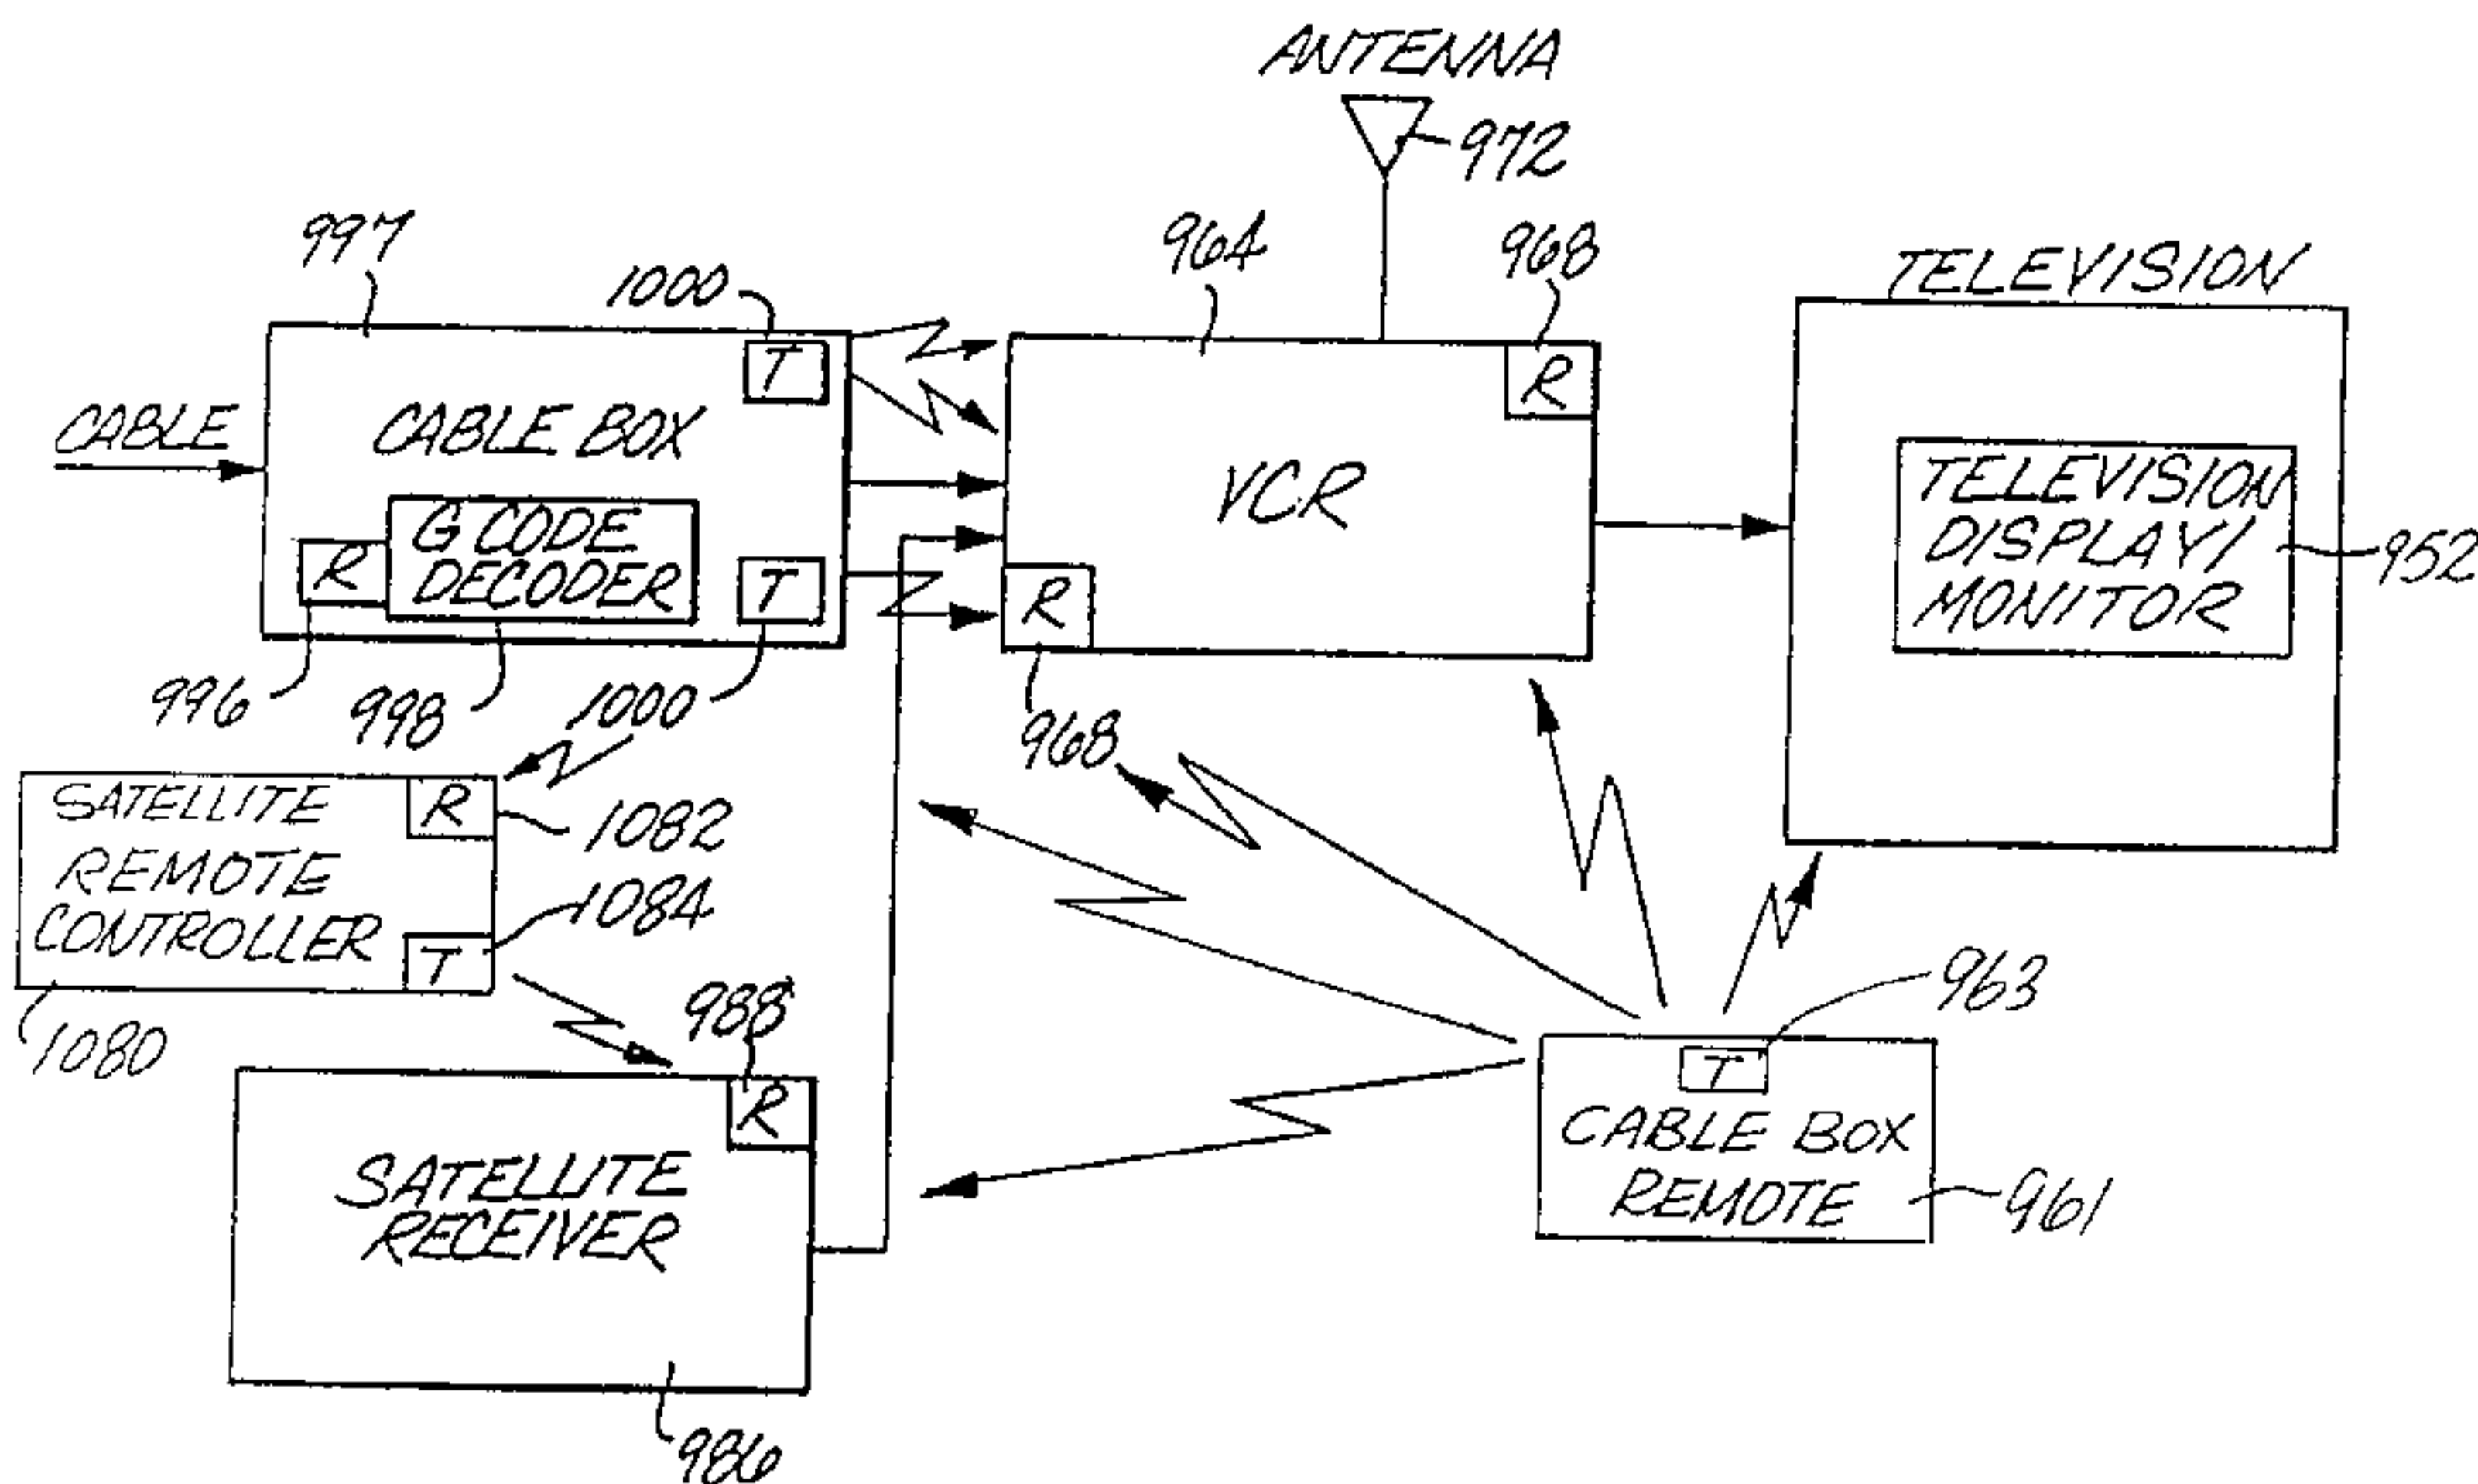 ANTENNA
972
997
1000
964
968
TELEVISION
T
R
CABLE
CABLE BOX
VCR
TELEVISION
DISPLAY/
MONITOR
952
G CODE
DECODER
R
T
R
996
998
1000
968
SATELLITE
REMOTE
CONTROLLER
R
1082
T
1084
1080
988
R
963
T
CABLE BOX
REMOTE
961
SATELLITE
RECEIVER
986